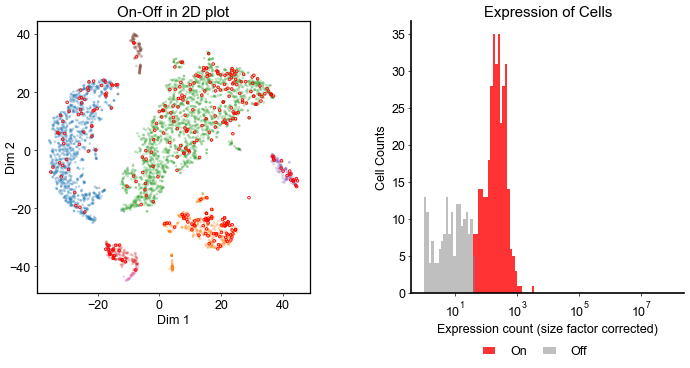 On-Off in 2D plot
Dim 2
40
20
0
−20
−40
−20
0
20
40
Dim 1
Expression of Cells
Cell Counts
35
30
25
20
15
10
5
0
10^1
10^3
10^5
10^7
Expression count (size factor corrected)
On
Off